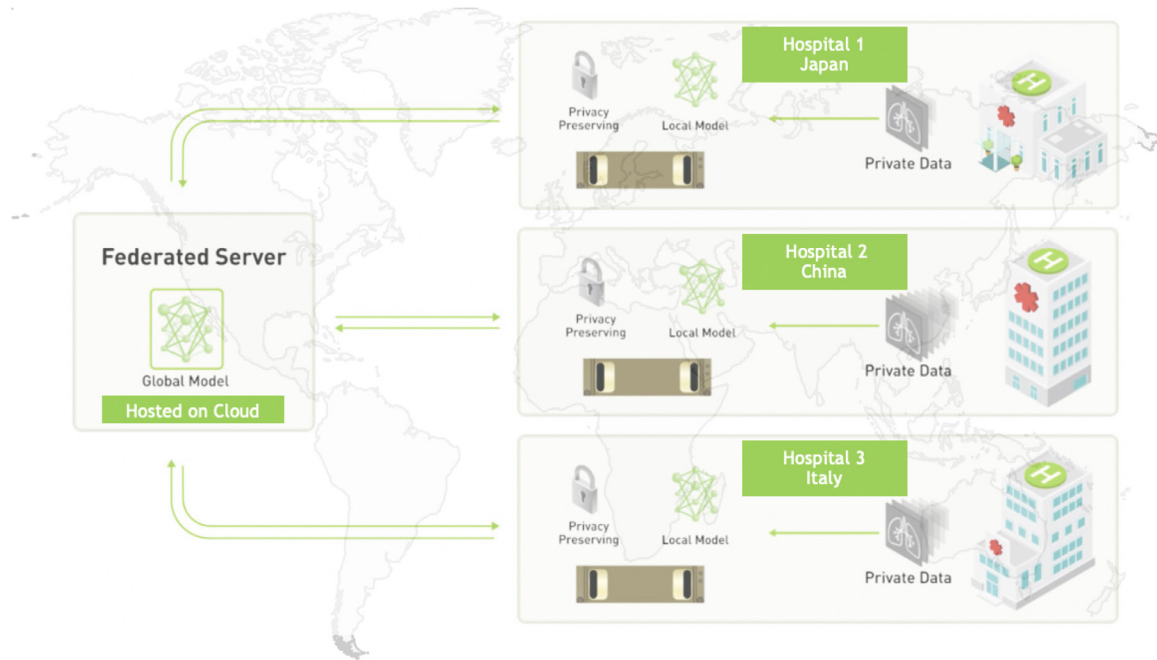 Federated Server
Global Model
Hosted on Cloud
Hospital 1
Japan
Privacy
Preserving
Local Model
Private Data
H
Hospital 2
China
Privacy
Preserving
Local Model
Private Data
H
Hospital 3
Italy
Privacy
Preserving
Local Model
Private Data
H